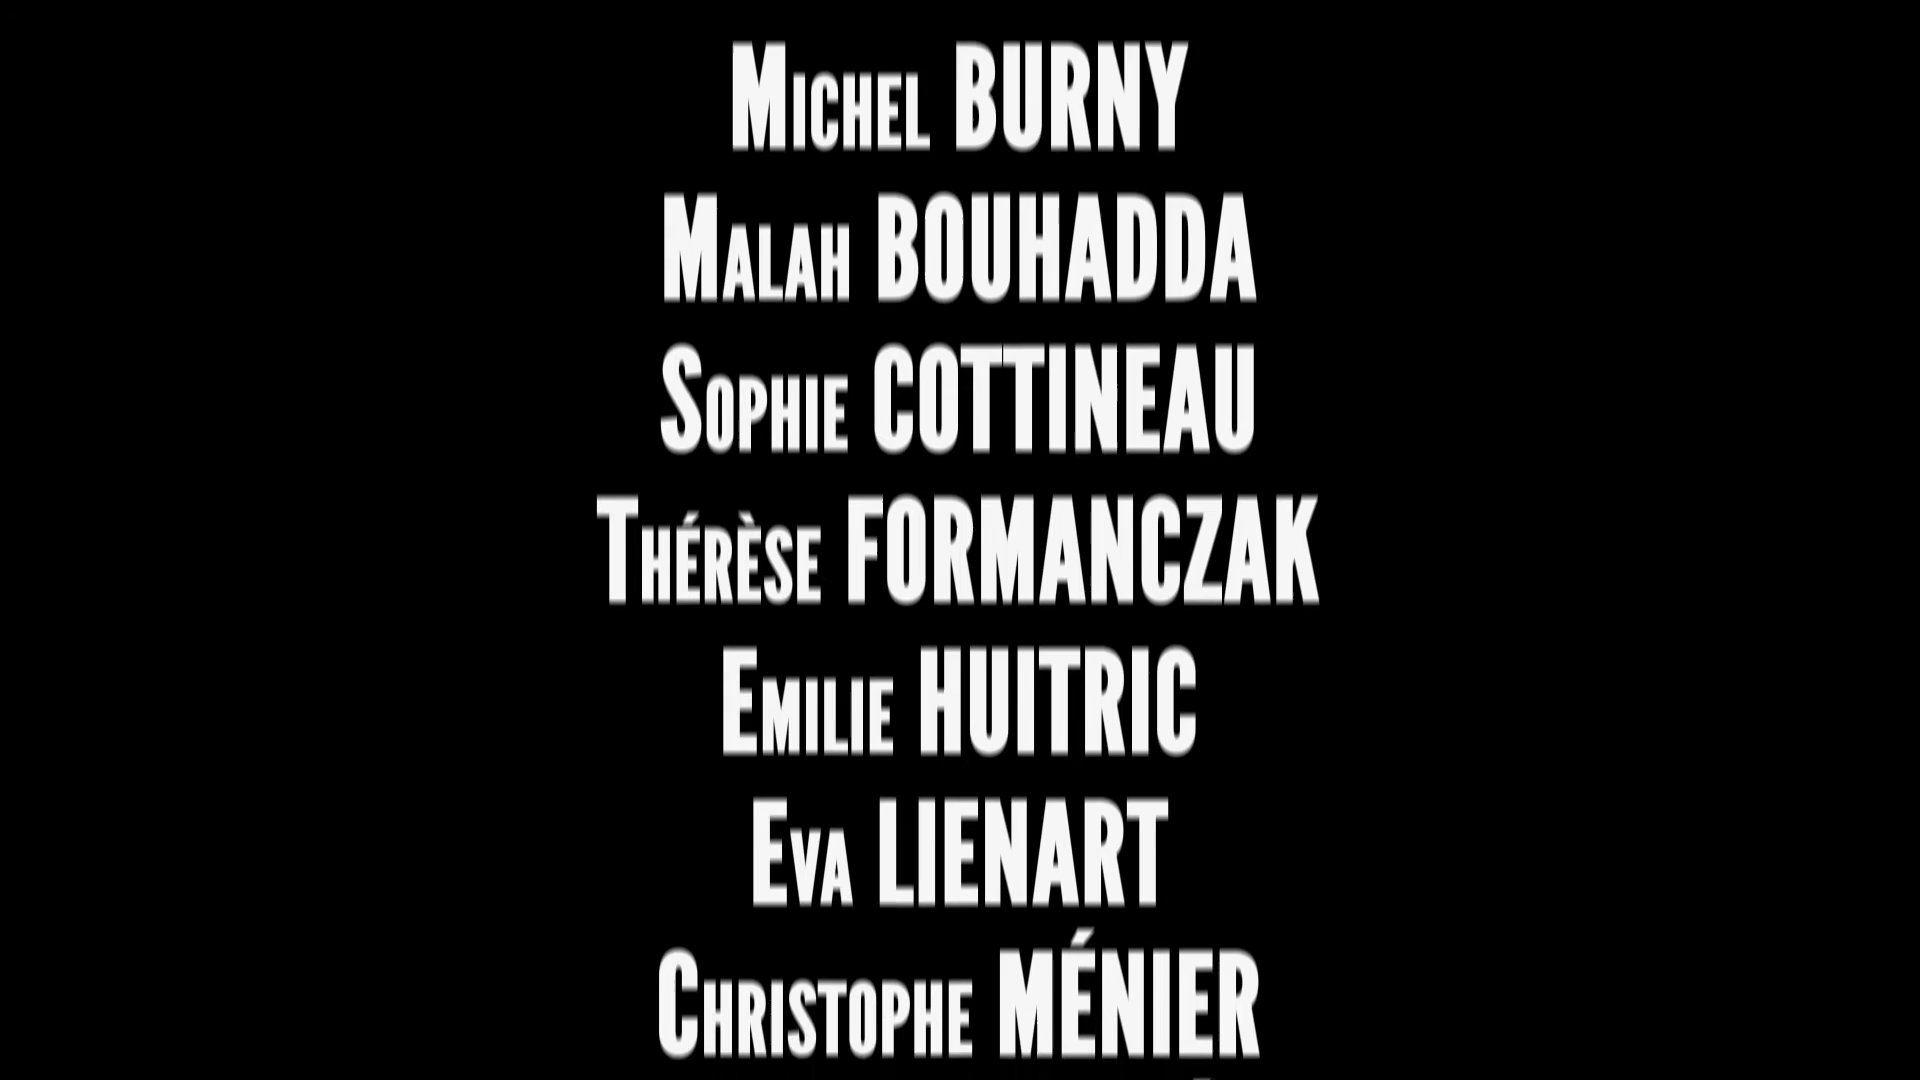 Michel BURNY
Malah BOUHADDA
Sophie COTTINEAU
Thérèse FORMANCZAK
Emilie HUITRIC
Eva LIENART
Christophe MÉNIER